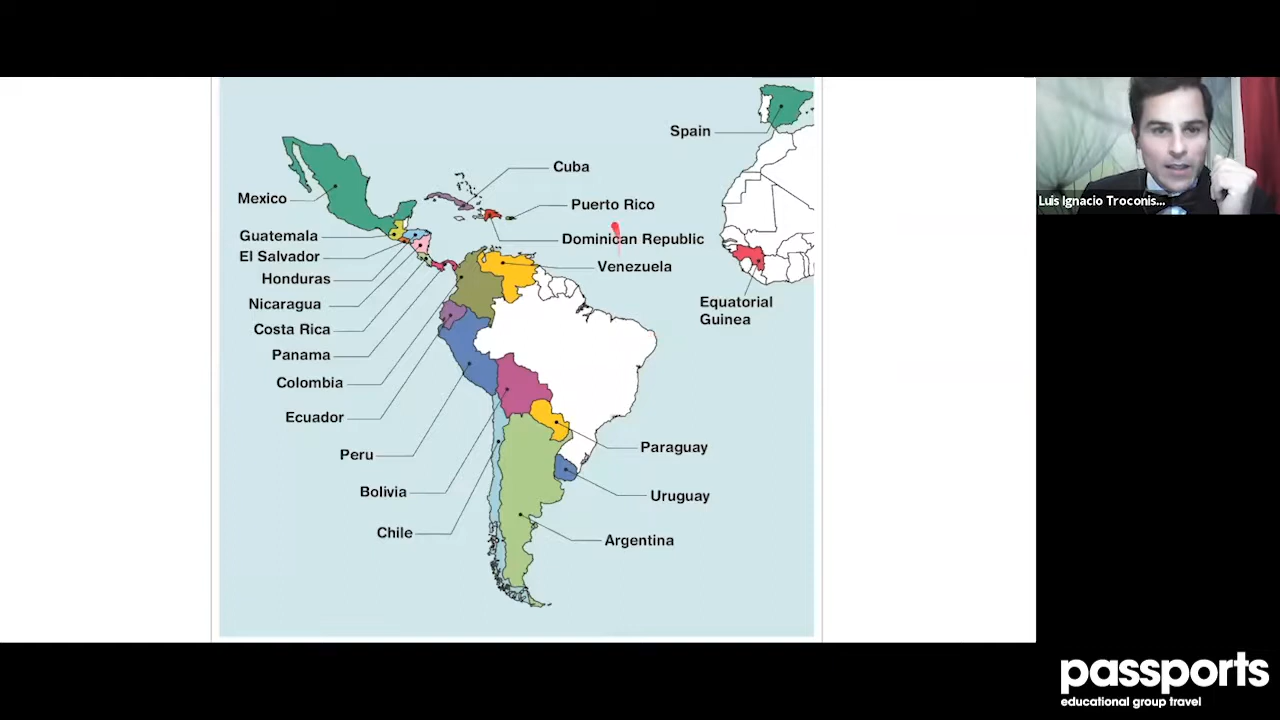 Spain
Cuba
Mexico
Puerto Rico
Guatemala
Dominican Republic
El Salvador
Venezuela
Honduras
Nicaragua
Equatorial
Guinea
Costa Rica
Panama
Colombia
Ecuador
Peru
Paraguay
Bolivia
Uruguay
Chile
Argentina
Luis Ignacio Troconis...
passports
educational group travel